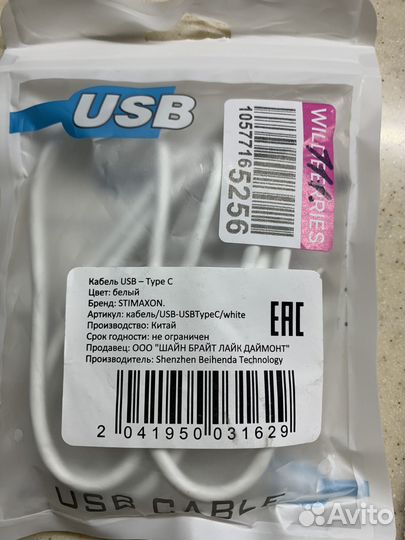 USB
WILDBERRIES
10577165256
Кабель USB – Type C
Цвет: белый
Бренд: STIMAXON.
Артикул: кабель/USB-USBTypeC/white
Производство: Китай
Срок годности: не ограничен
Продавец: ООО "ШАЙН БРАЙТ ЛАЙК ДАЙМОНТ"
Производитель: Shenzhen Beihenda Technology
EAC
2 041950 031629
USB CABLE
Avito